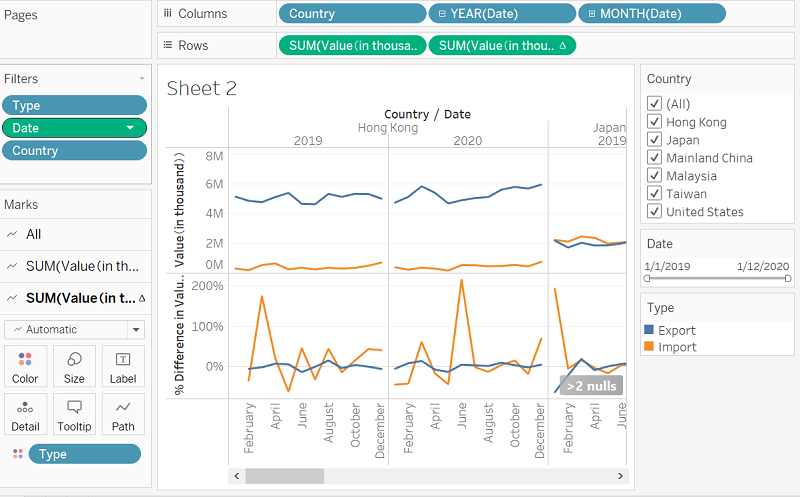 Pages
Columns
Country
YEAR(Date)
MONTH(Date)
Rows
SUM(Value (in thousa..
SUM(Value (in thou.. Δ
Filters
Type
Date
Country
Marks
All
SUM(Value (in th...
SUM(Value (in t... Δ
Automatic
Color
Size
Label
Detail
Tooltip
Path
Type
Sheet 2
Country / Date
Hong Kong
Japan
2019
2020
2019
Value (in thousand))
8M
6M
4M
2M
0M
% Difference in Valu..
200%
100%
0%
>2 nulls
February
April
June
August
October
December
February
April
June
August
October
December
February
April
June
Country
(All)
Hong Kong
Japan
Mainland China
Malaysia
Taiwan
United States
Date
1/1/2019
1/12/2020
Type
Export
Import